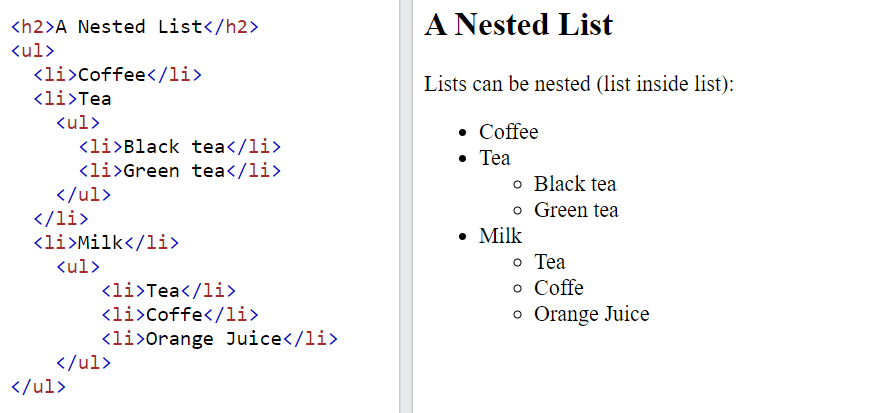 <h2>A Nested List</h2>
<ul>
  <li>Coffee</li>
  <li>Tea
    <ul>
      <li>Black tea</li>
      <li>Green tea</li>
    </ul>
  </li>
  <li>Milk</li>
    <ul>
        <li>Tea</li>
        <li>Coffe</li>
        <li>Orange Juice</li>
    </ul>
</ul>
A Nested List
Lists can be nested (list inside list):
• Coffee
• Tea
◦ Black tea
◦ Green tea
• Milk
◦ Tea
◦ Coffe
◦ Orange Juice